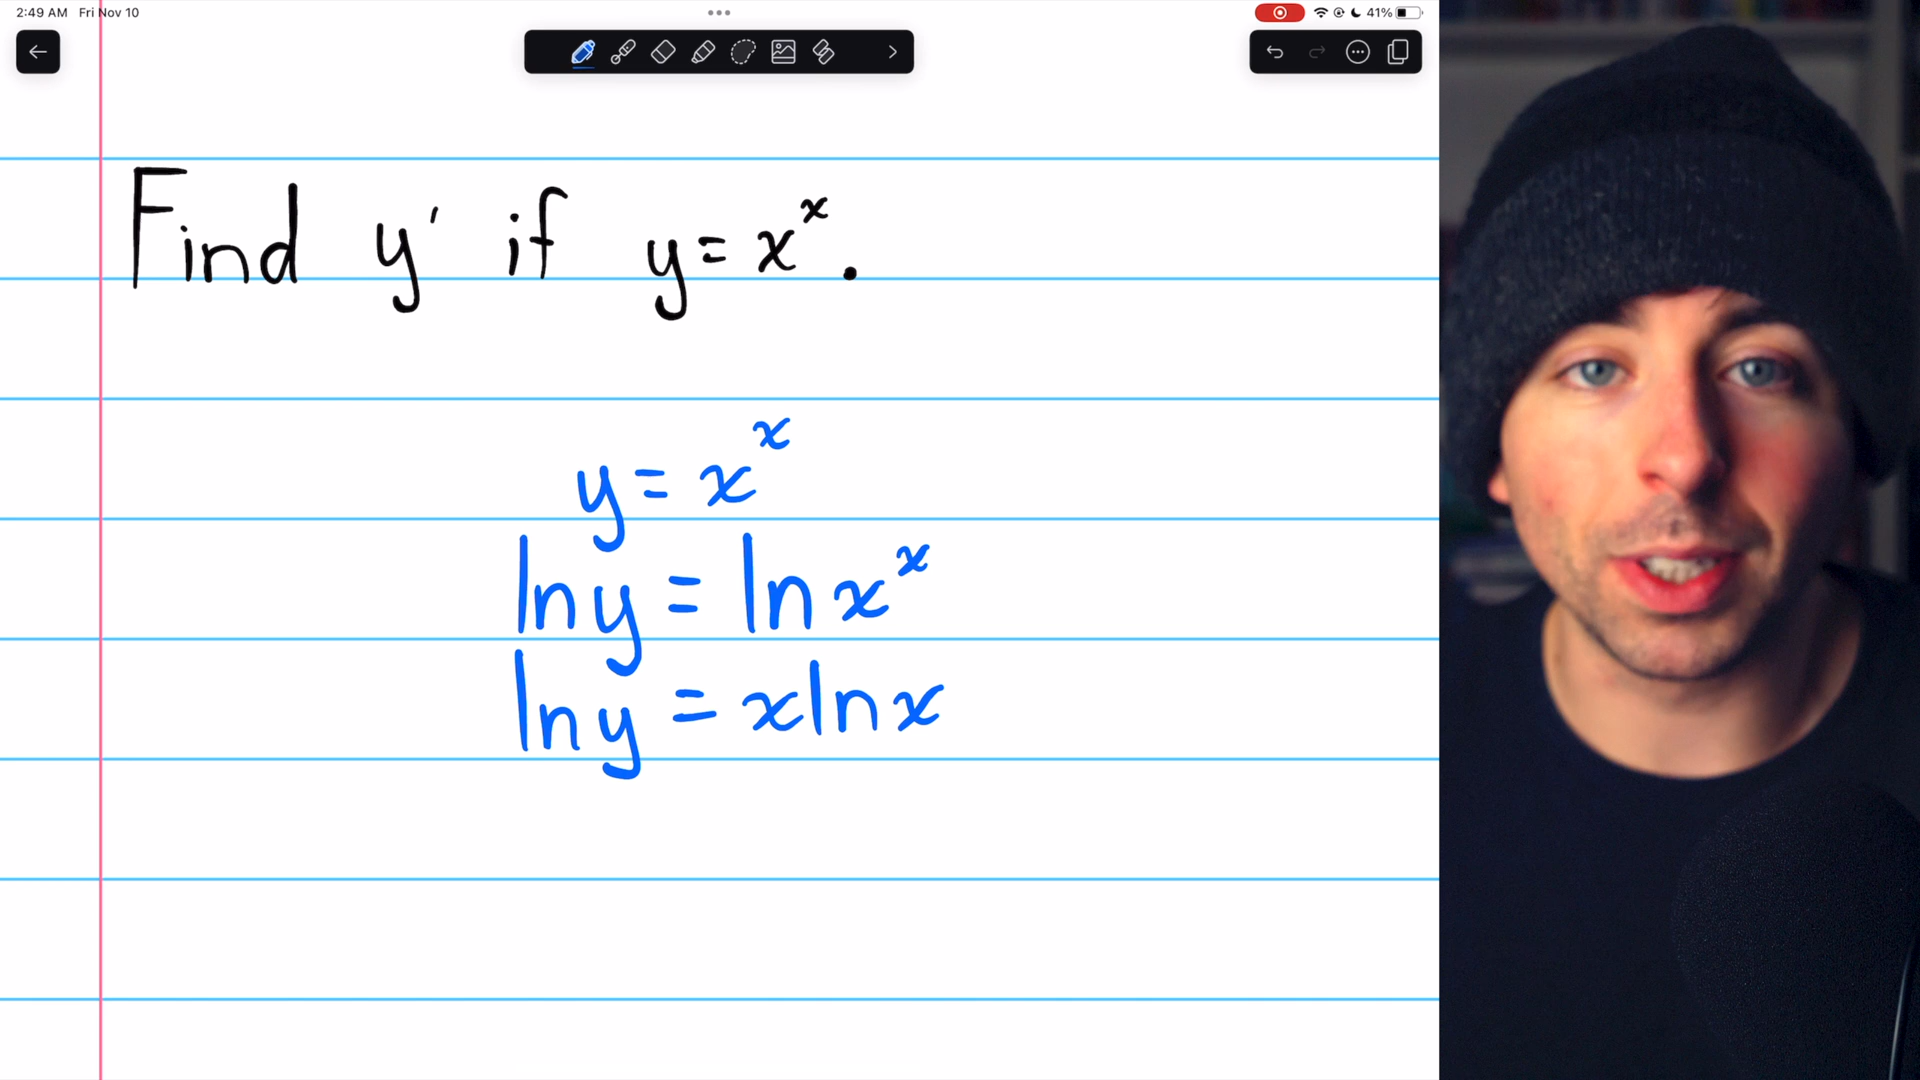 2:49 AM Fri Nov 10
41%
Find y' if y = x^x.
y = x^x
ln y = ln x^x
ln y = x ln x